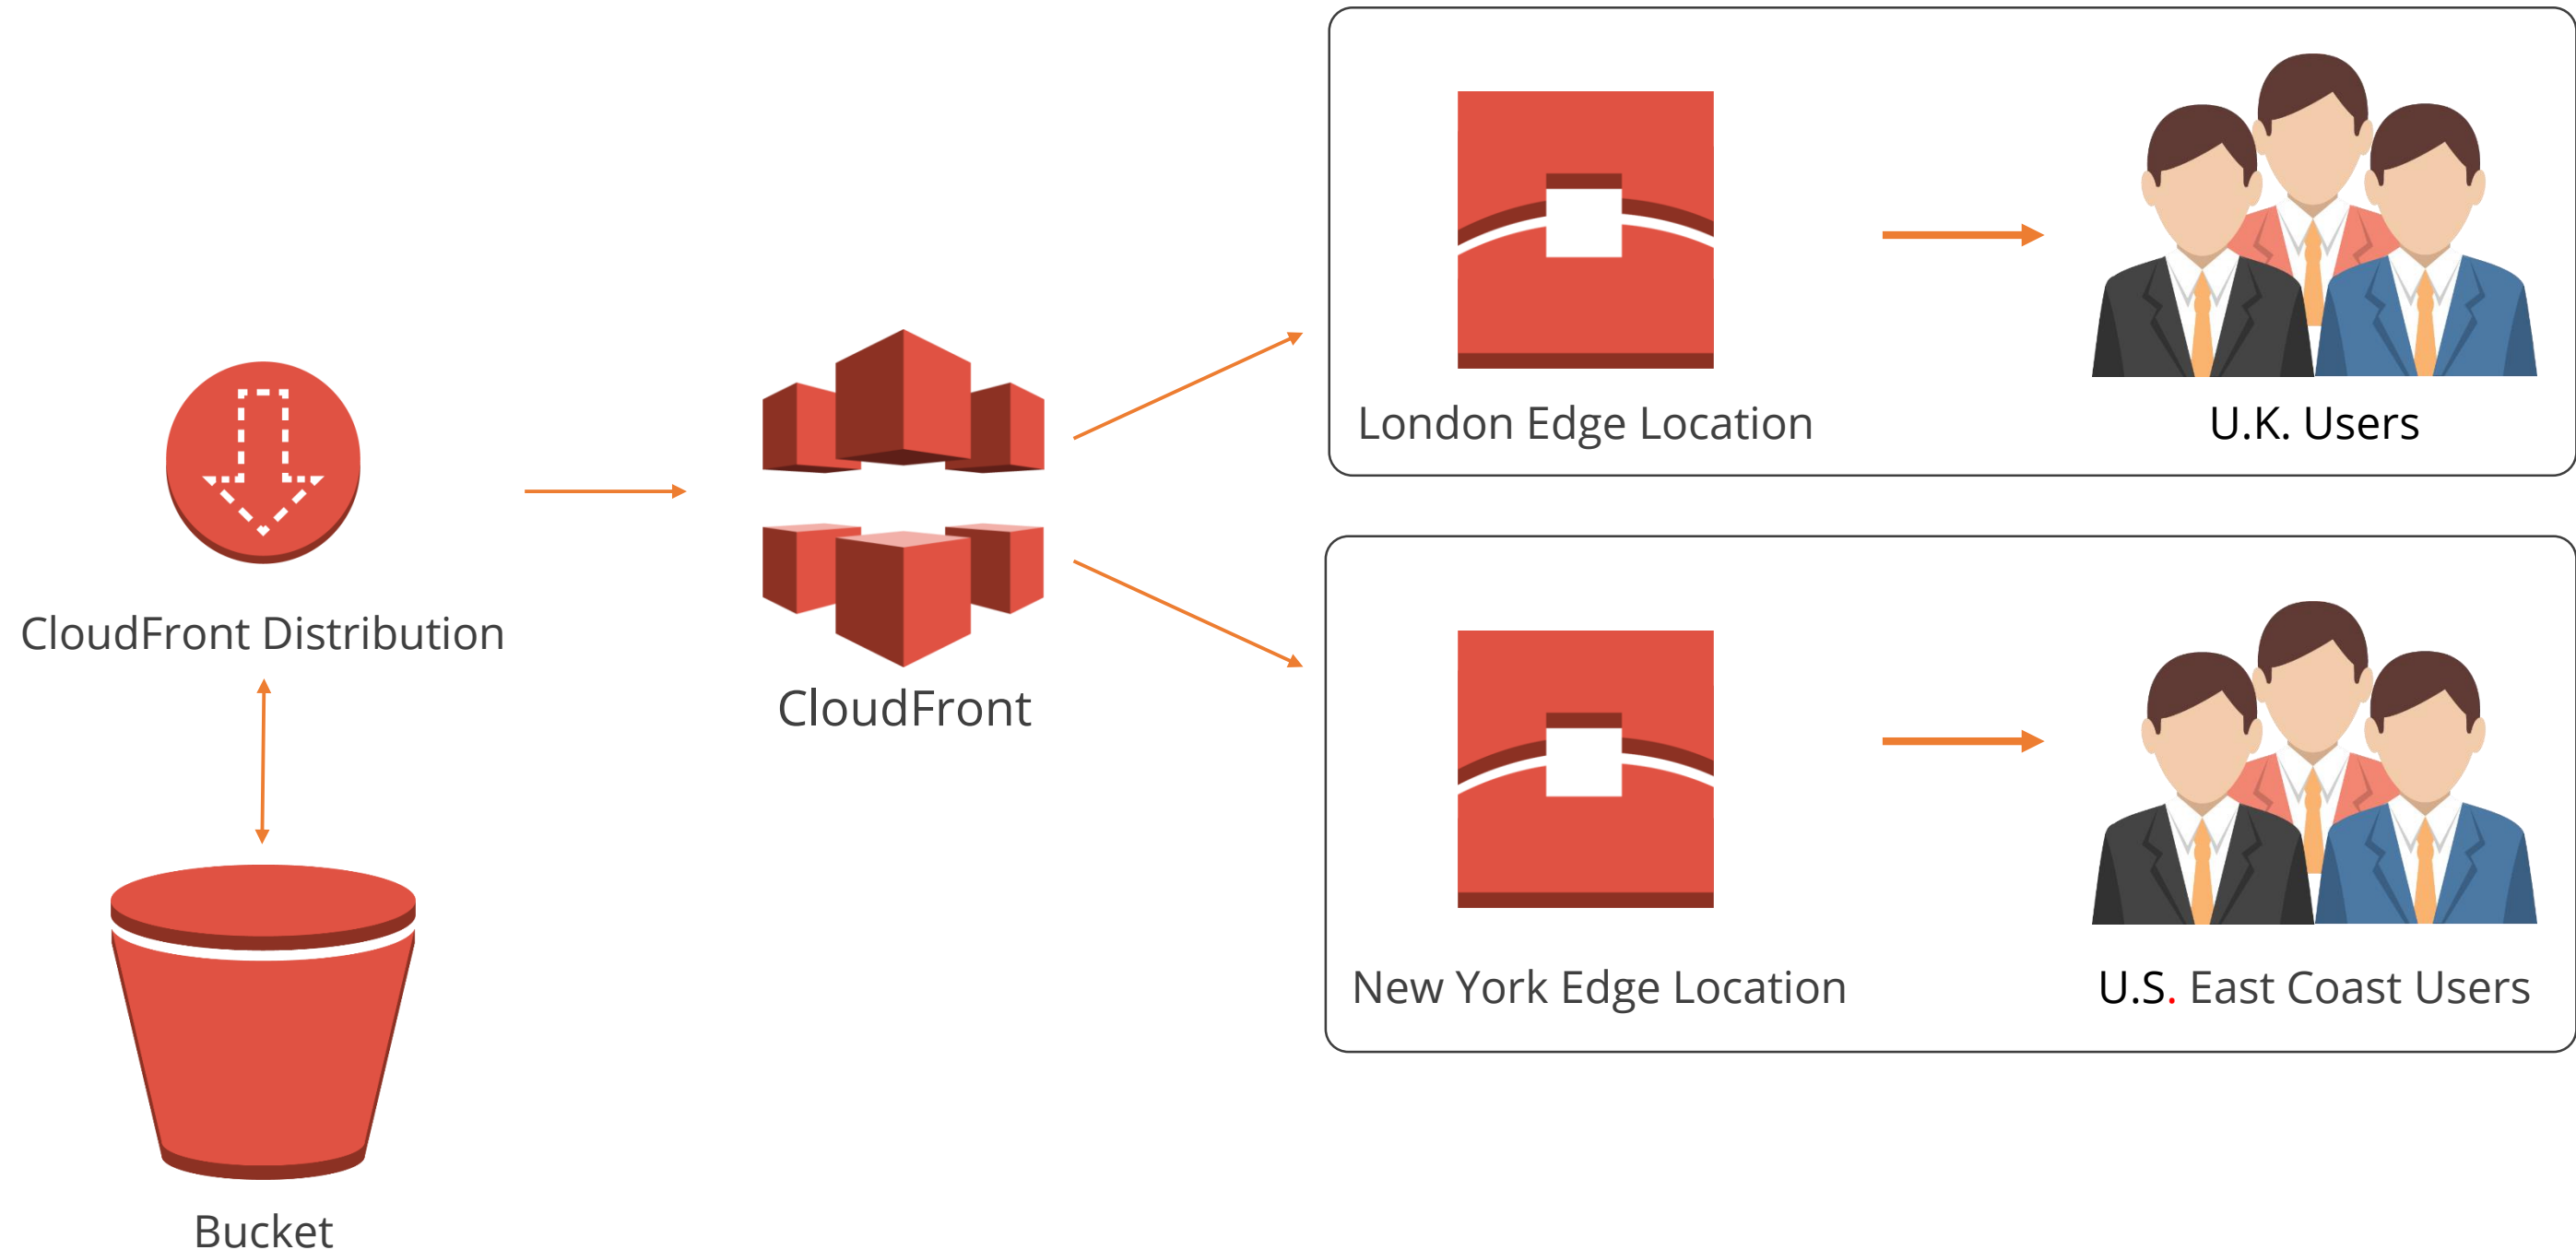 London Edge Location
U.K. Users
CloudFront Distribution
CloudFront
New York Edge Location
U.S. East Coast Users
Bucket